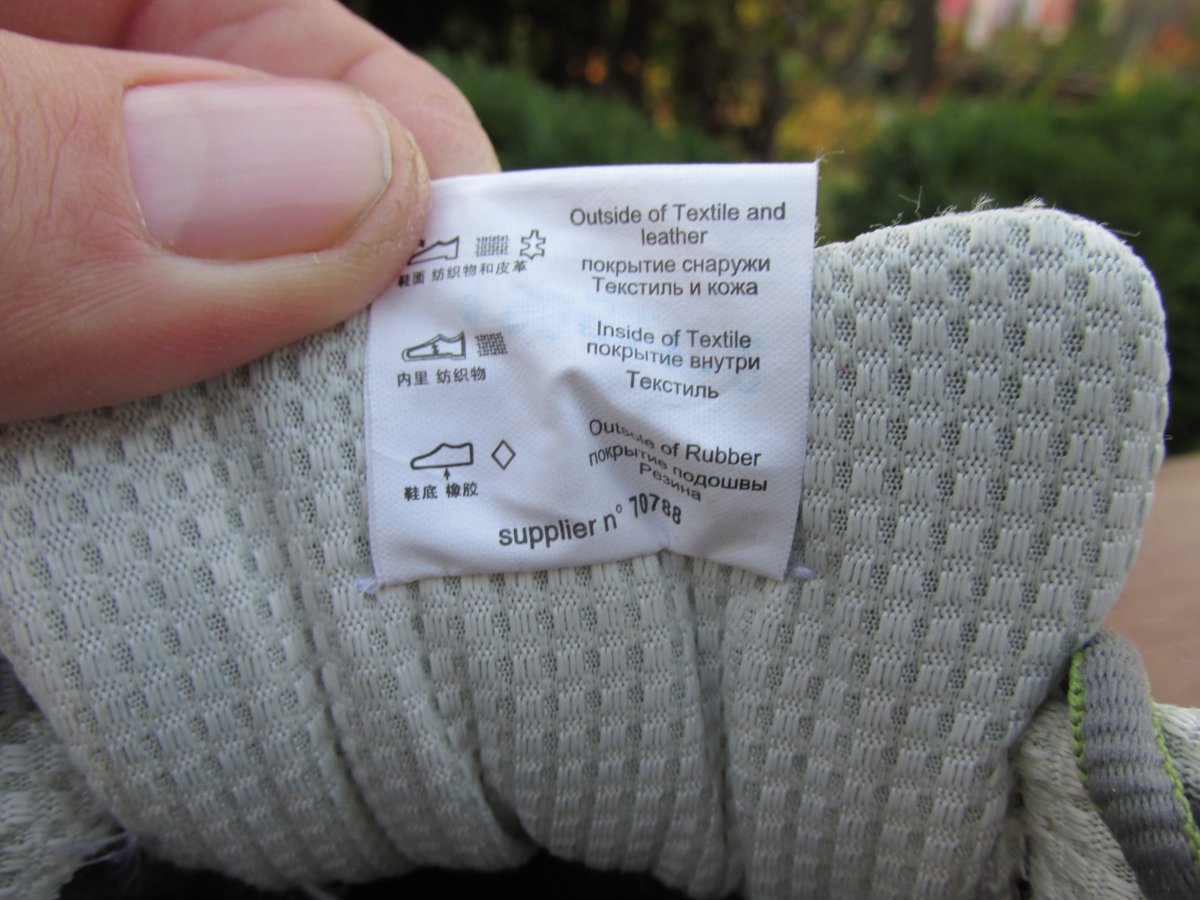 Outside of Textile and
leather
покрытие снаружи
Текстиль и кожа
鞋面 纺织物和皮革
Inside of Textile
покрытие внутри
Текстиль
内里 纺织物
Outside of Rubber
покрытие подошвы
Резина
鞋底 橡胶
supplier n° 70788